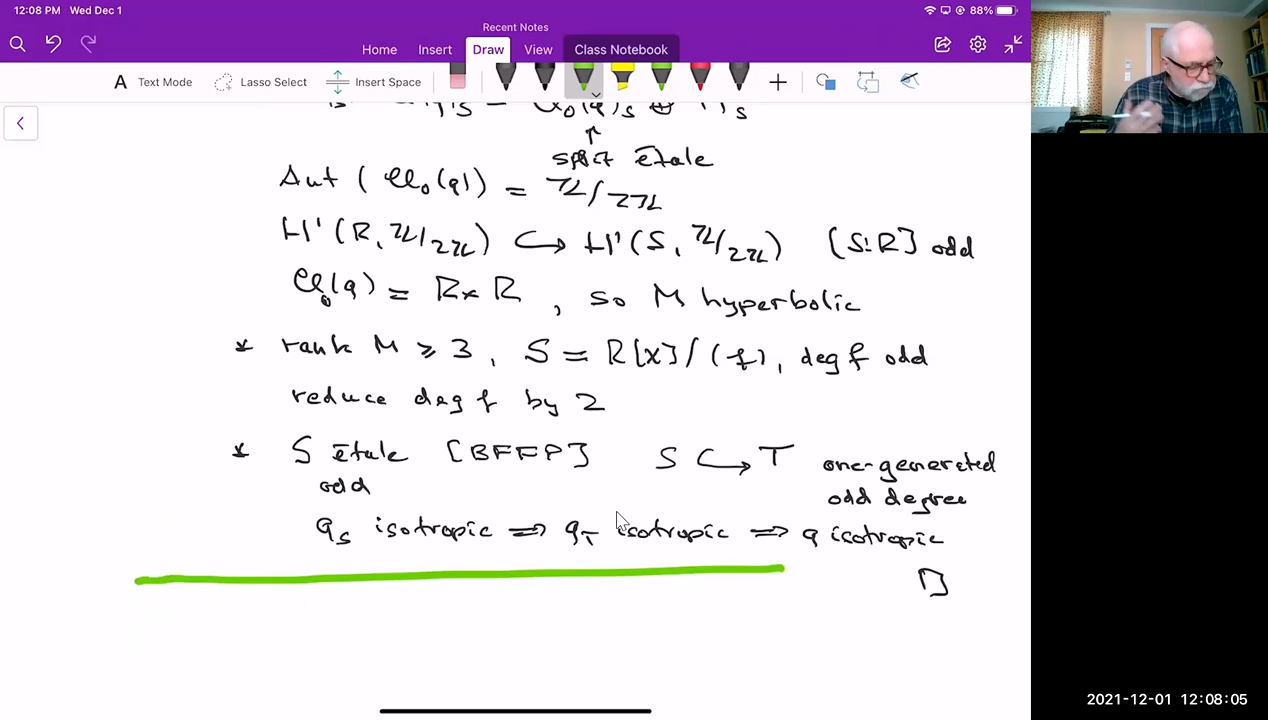 12:08 PM Wed Dec 1
88%
Recent Notes
Home Insert Draw View Class Notebook
Text Mode Lasso Select Insert Space
split étale
Aut ( Cl₀(q) ) = ℤ/2ℤ
H¹(R, ℤ/2ℤ) ↪ H¹(S, ℤ/2ℤ) [S:R] odd
Cl₀(q) = R×R, so M hyperbolic
* rank M ≥ 3, S = R[x]/(f), deg f odd
reduce deg f by 2
* S étale [BFFP] S ↪ T one-generated
odd odd degree
q_S isotropic ⇒ q_T isotropic ⇒ q isotropic
□
2021-12-01 12:08:05